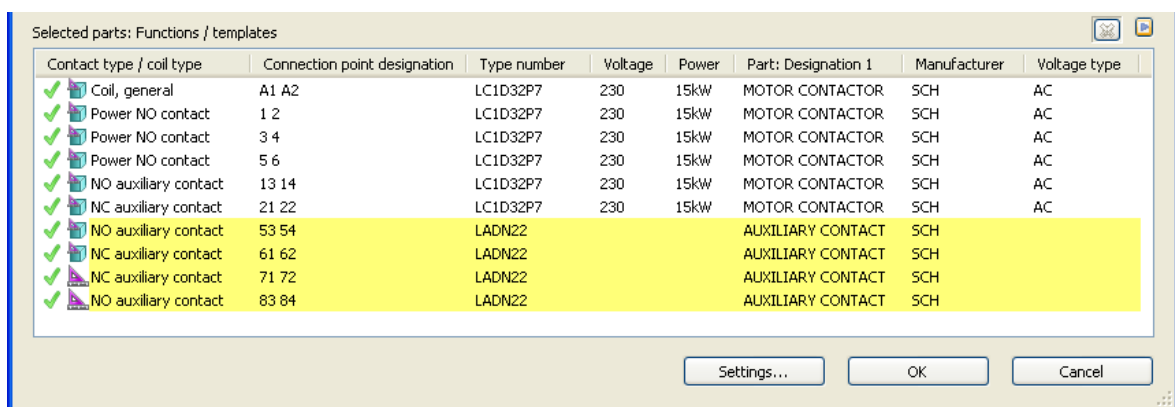 Selected parts: Functions / templates
Contact type / coil type Connection point designation Type number Voltage Power Part: Designation 1 Manufacturer Voltage type
Coil, general A1 A2 LC1D32P7 230 15kW MOTOR CONTACTOR SCH AC
Power NO contact 1 2 LC1D32P7 230 15kW MOTOR CONTACTOR SCH AC
Power NO contact 3 4 LC1D32P7 230 15kW MOTOR CONTACTOR SCH AC
Power NO contact 5 6 LC1D32P7 230 15kW MOTOR CONTACTOR SCH AC
NO auxiliary contact 13 14 LC1D32P7 230 15kW MOTOR CONTACTOR SCH AC
NC auxiliary contact 21 22 LC1D32P7 230 15kW MOTOR CONTACTOR SCH AC
NO auxiliary contact 53 54 LADN22 AUXILIARY CONTACT SCH
NC auxiliary contact 61 62 LADN22 AUXILIARY CONTACT SCH
NC auxiliary contact 71 72 LADN22 AUXILIARY CONTACT SCH
NO auxiliary contact 83 84 LADN22 AUXILIARY CONTACT SCH
Settings... OK Cancel